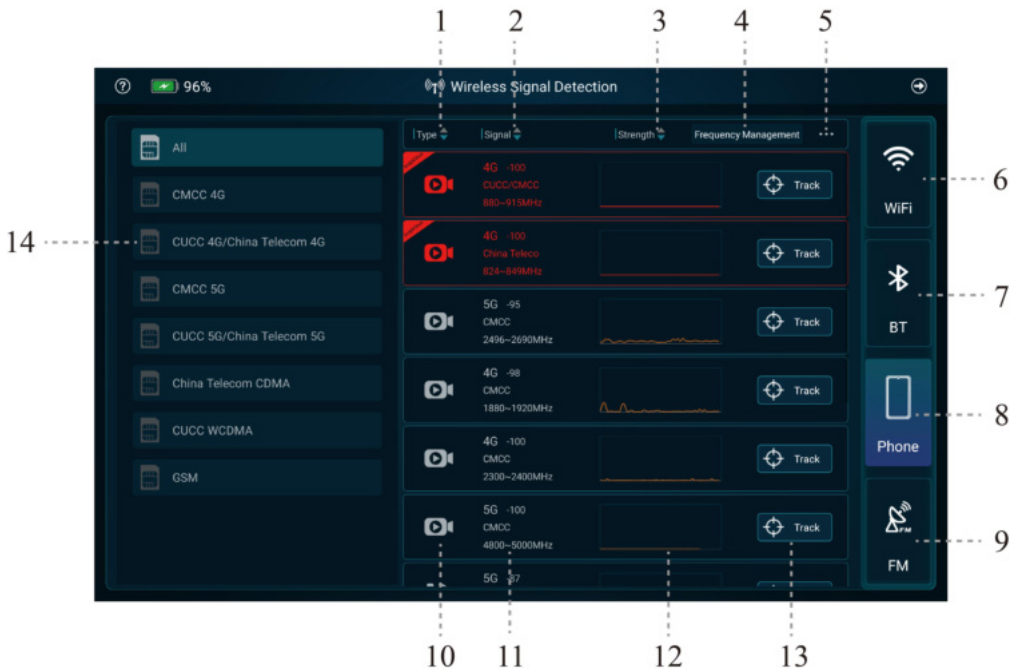 1 2 3 4 5
96% Wireless Signal Detection
Type Signal Strength Frequency Management ...
All
CMCC 4G
CUCC 4G/China Telecom 4G
CMCC 5G
CUCC 5G/China Telecom 5G
China Telecom CDMA
CUCC WCDMA
GSM
14
4G -100
CUCC/CMCC
880~915MHz
Track
4G -100
China Teleco
824~849MHz
Track
5G -95
CMCC
2496~2690MHz
Track
4G -98
CMCC
1880~1920MHz
Track
4G -100
CMCC
2300~2400MHz
Track
5G -100
CMCC
4800~5000MHz
Track
5G -87
WiFi
6
BT
7
Phone
8
FM
9
10 11 12 13